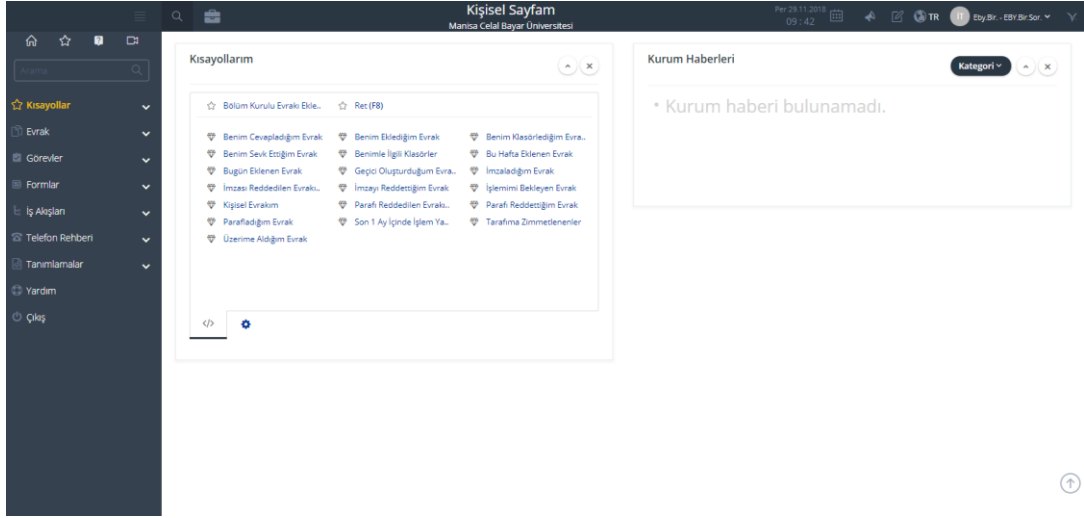 Kişisel Sayfam
Manisa Celal Bayar Üniversitesi
Per 29.11.2018
09 : 42
TR
IT
Eby.Bir. - EBY.Bir.Sor.
Arama
Kısayollar
Evrak
Görevler
Formlar
İş Akışları
Telefon Rehberi
Tanımlamalar
Yardım
Çıkış
Kısayollarım
Bölüm Kurulu Evrakı Ekle.. Ret (F8)
Benim Cevapladığım Evrak Benim Eklediğim Evrak Benim Klasörlediğim Evra..
Benim Sevk Ettiğim Evrak Benimle İlgili Klasörler Bu Hafta Eklenen Evrak
Bugün Eklenen Evrak Geçici Oluşturduğum Evra.. İmzaladığım Evrak
İmzası Reddedilen Evrakı.. İmzayı Reddettiğim Evrak İşlemimi Bekleyen Evrak
Kişisel Evrakım Parafı Reddedilen Evrakı.. Parafı Reddettiğim Evrak
Parafladığım Evrak Son 1 Ay İçinde İşlem Ya.. Tarafıma Zimmetlenenler
Üzerime Aldığım Evrak
</>
Kurum Haberleri
Kategori
Kurum haberi bulunamadı.